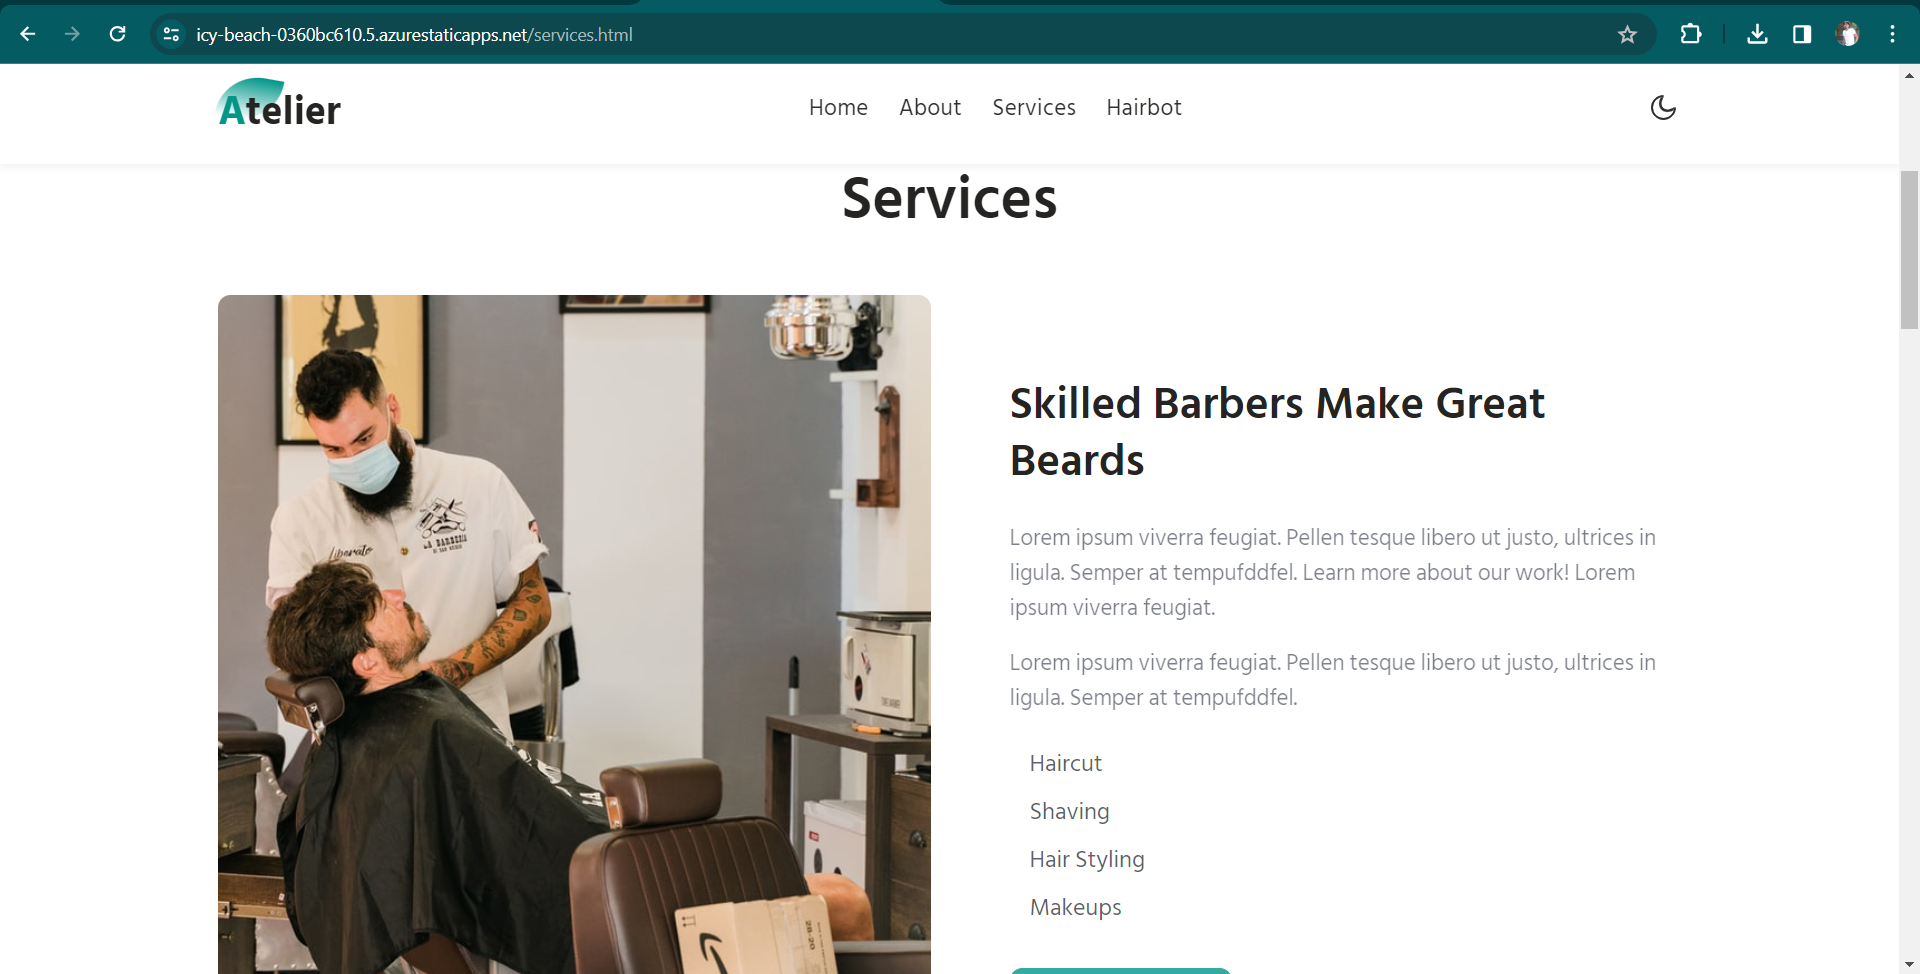 icy-beach-0360bc610.5.azurestaticapps.net/services.html
Atelier
Home
About
Services
Hairbot
Services
Liberato
LA BARBERIA
Skilled Barbers Make Great
Beards
Lorem ipsum viverra feugiat. Pellen tesque libero ut justo, ultrices in
ligula. Semper at tempufddfel. Learn more about our work! Lorem
ipsum viverra feugiat.
Lorem ipsum viverra feugiat. Pellen tesque libero ut justo, ultrices in
ligula. Semper at tempufddfel.
Haircut
Shaving
Hair Styling
Makeups